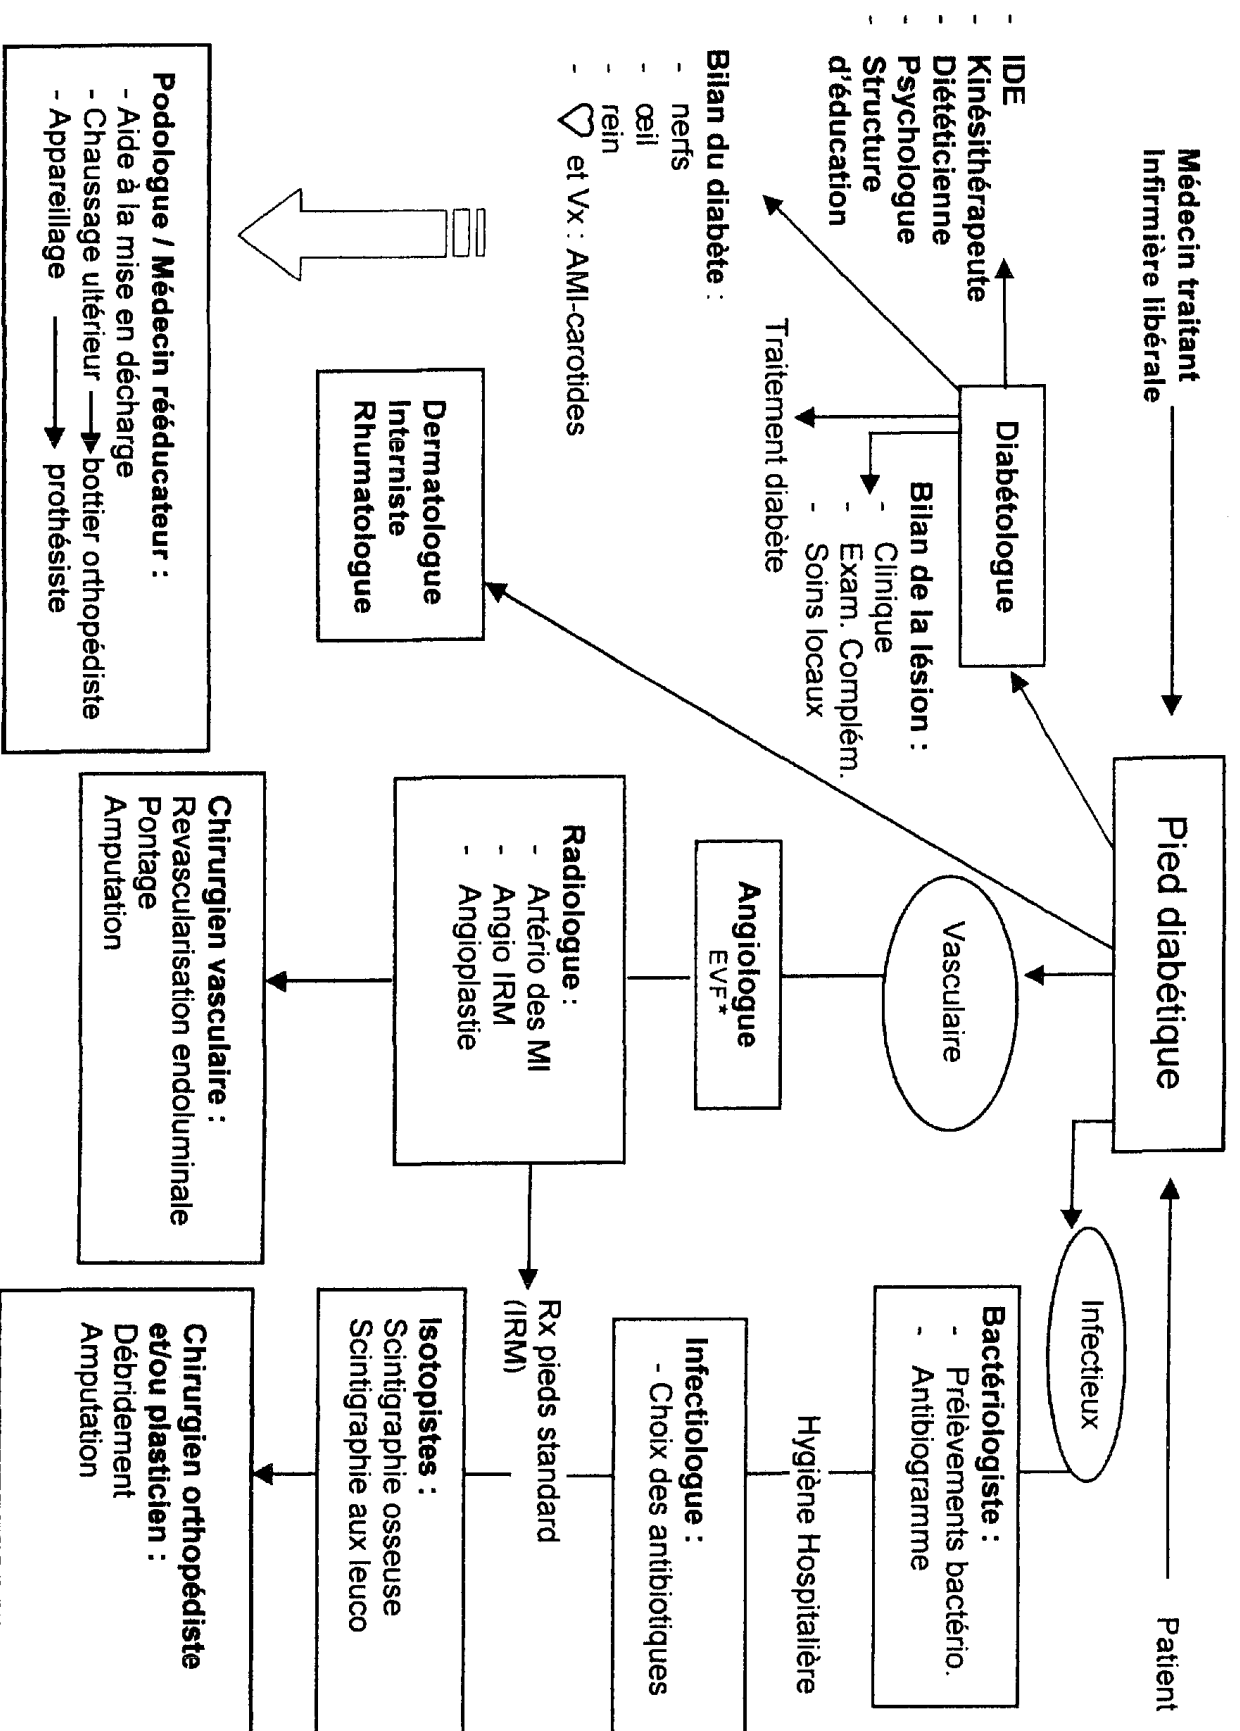 Médecin traitant
Infirmière libérale
Pied diabétique
Patient
Diabétologue
- IDE
- Kinésithérapeute
- Diététicienne
- Psychologue
- Structure
d'éducation
Bilan de la lésion :
- Clinique
- Exam. Complém.
- Soins locaux
Traitement diabète
Bilan du diabète :
- nerfs
- œil
- rein
- ♡ et Vx : AMI-carotides
Dermatologue
Interniste
Rhumatologue
Podologue / Médecin rééducateur :
- Aide à la mise en décharge
- Chaussage ultérieur bottier orthopédiste
- Appareillage prothésiste
Vasculaire
Angiologue
EVF*
Radiologue :
- Artério des MI
- Angio IRM
- Angioplastie
Chirurgien vasculaire :
Revascularisation endoluminale
Pontage
Amputation
Infectieux
Bactériologiste :
- Prélèvements bactério.
- Antibiogramme
Hygiène Hospitalière
Infectiologue :
- Choix des antibiotiques
Rx pieds standard
(IRM)
Isotopistes :
Scintigraphie osseuse
Scintigraphie aux leuco
Chirurgien orthopédiste
et/ou plasticien :
Débridement
Amputation